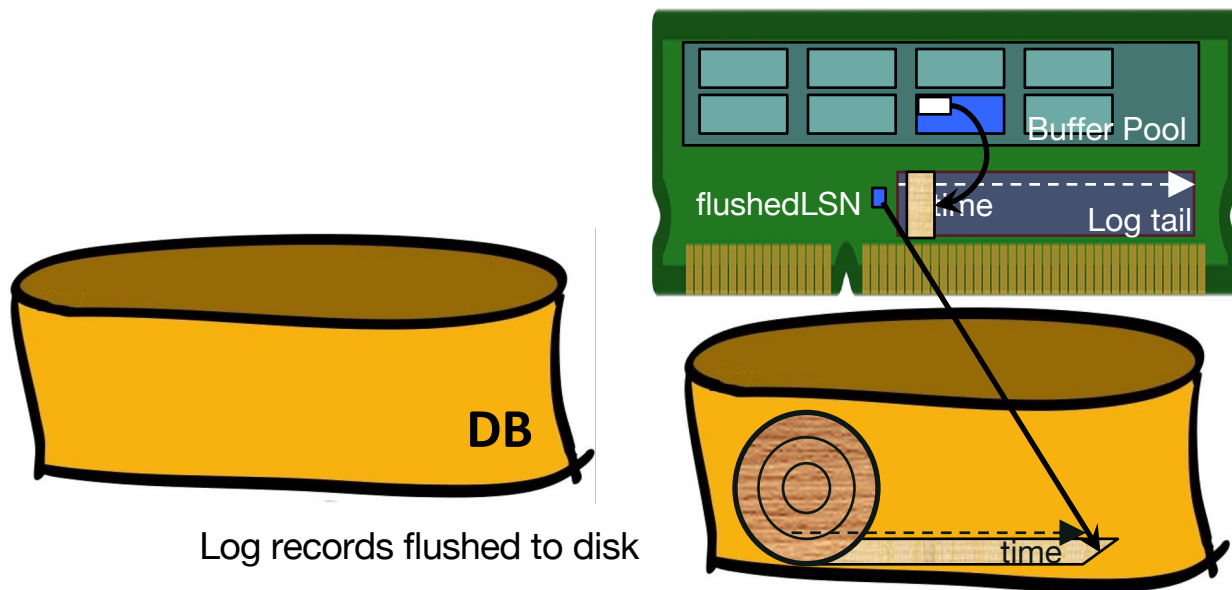 Buffer Pool
flushedLSN
time
Log tail
DB
Log records flushed to disk
time